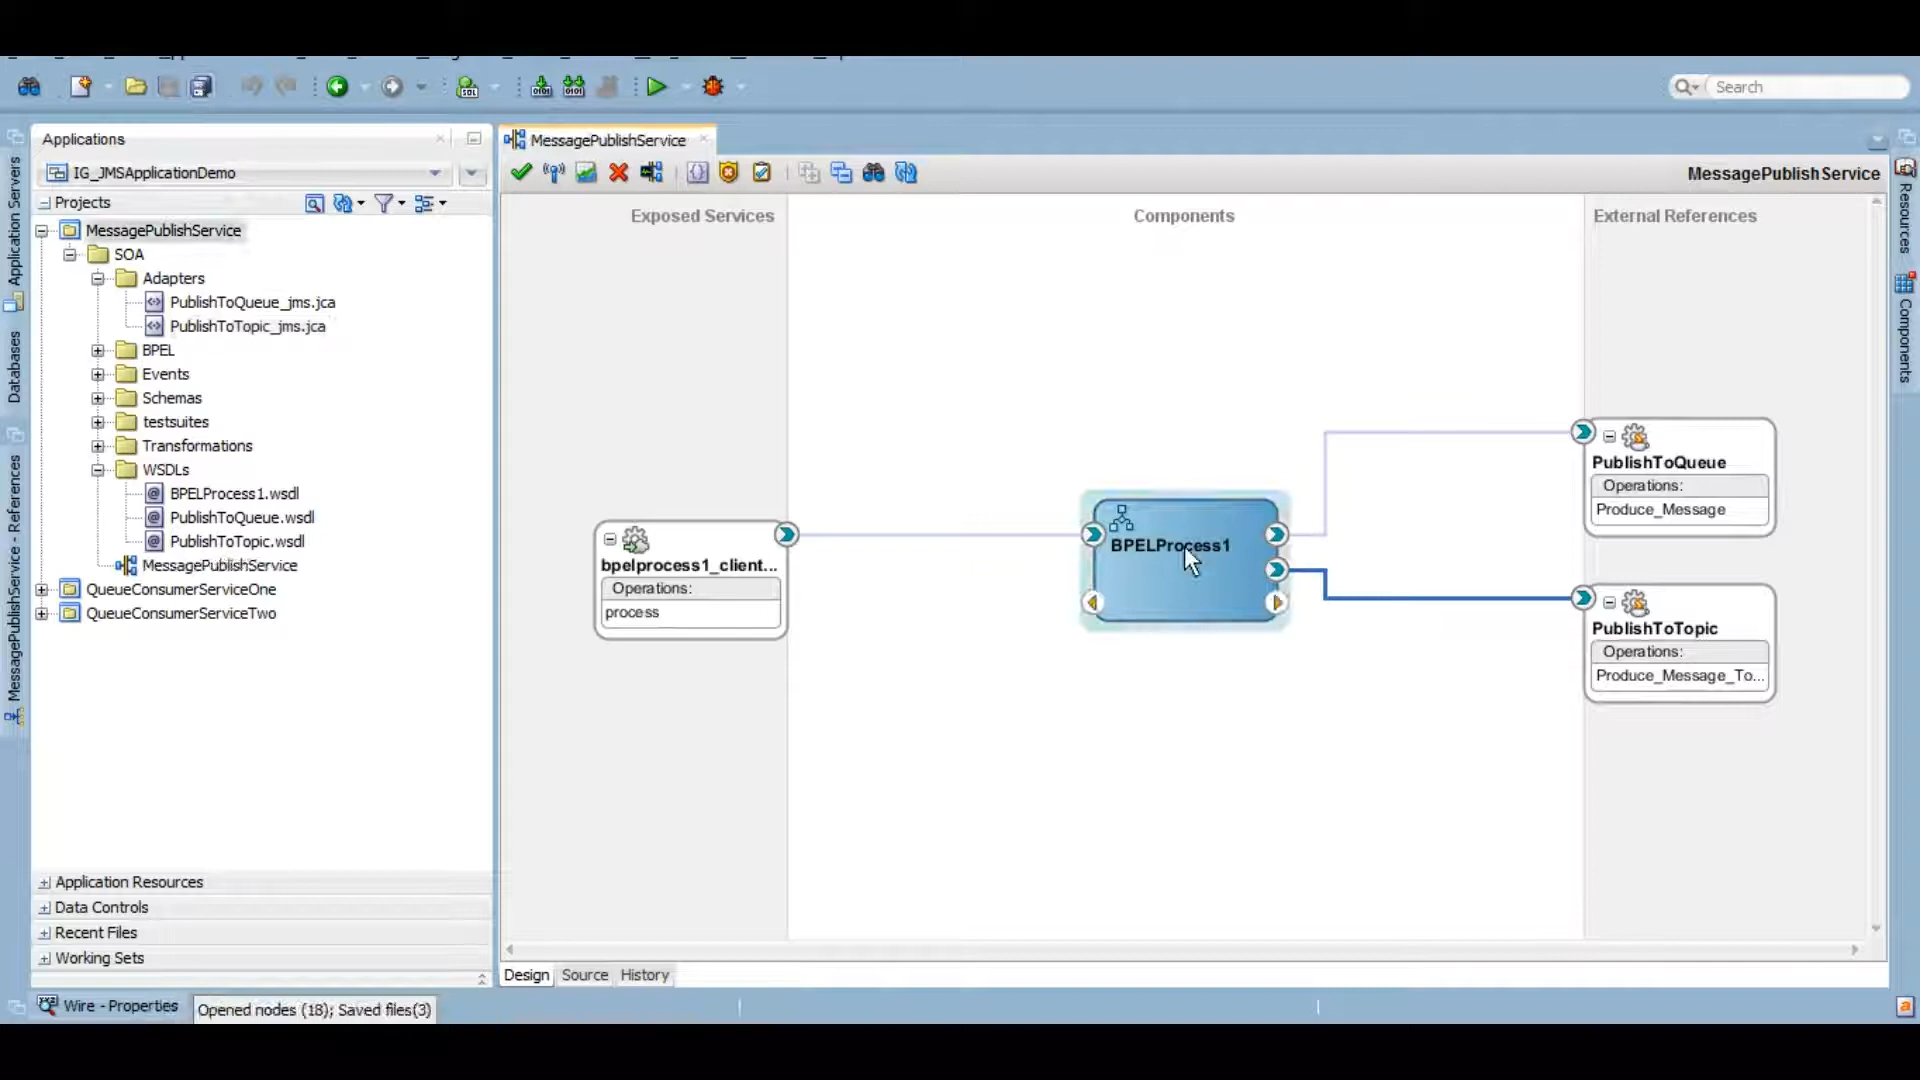 Search
Applications
IG_JMSApplicationDemo
Projects
MessagePublishService
SOA
Adapters
PublishToQueue_jms.jca
PublishToTopic_jms.jca
BPEL
Events
Schemas
testsuites
Transformations
WSDLs
BPELProcess1.wsdl
PublishToQueue.wsdl
PublishToTopic.wsdl
MessagePublishService
QueueConsumerServiceOne
QueueConsumerServiceTwo
Application Resources
Data Controls
Recent Files
Working Sets
Application Servers
Databases
MessagePublishService - References
MessagePublishService
MessagePublishService
Exposed Services
Components
External References
bpelprocess1_client...
Operations:
process
BPELProcess1
PublishToQueue
Operations:
Produce_Message
PublishToTopic
Operations:
Produce_Message_To...
Design
Source
History
Resources
Components
Wire - Properties
Opened nodes (18); Saved files(3)